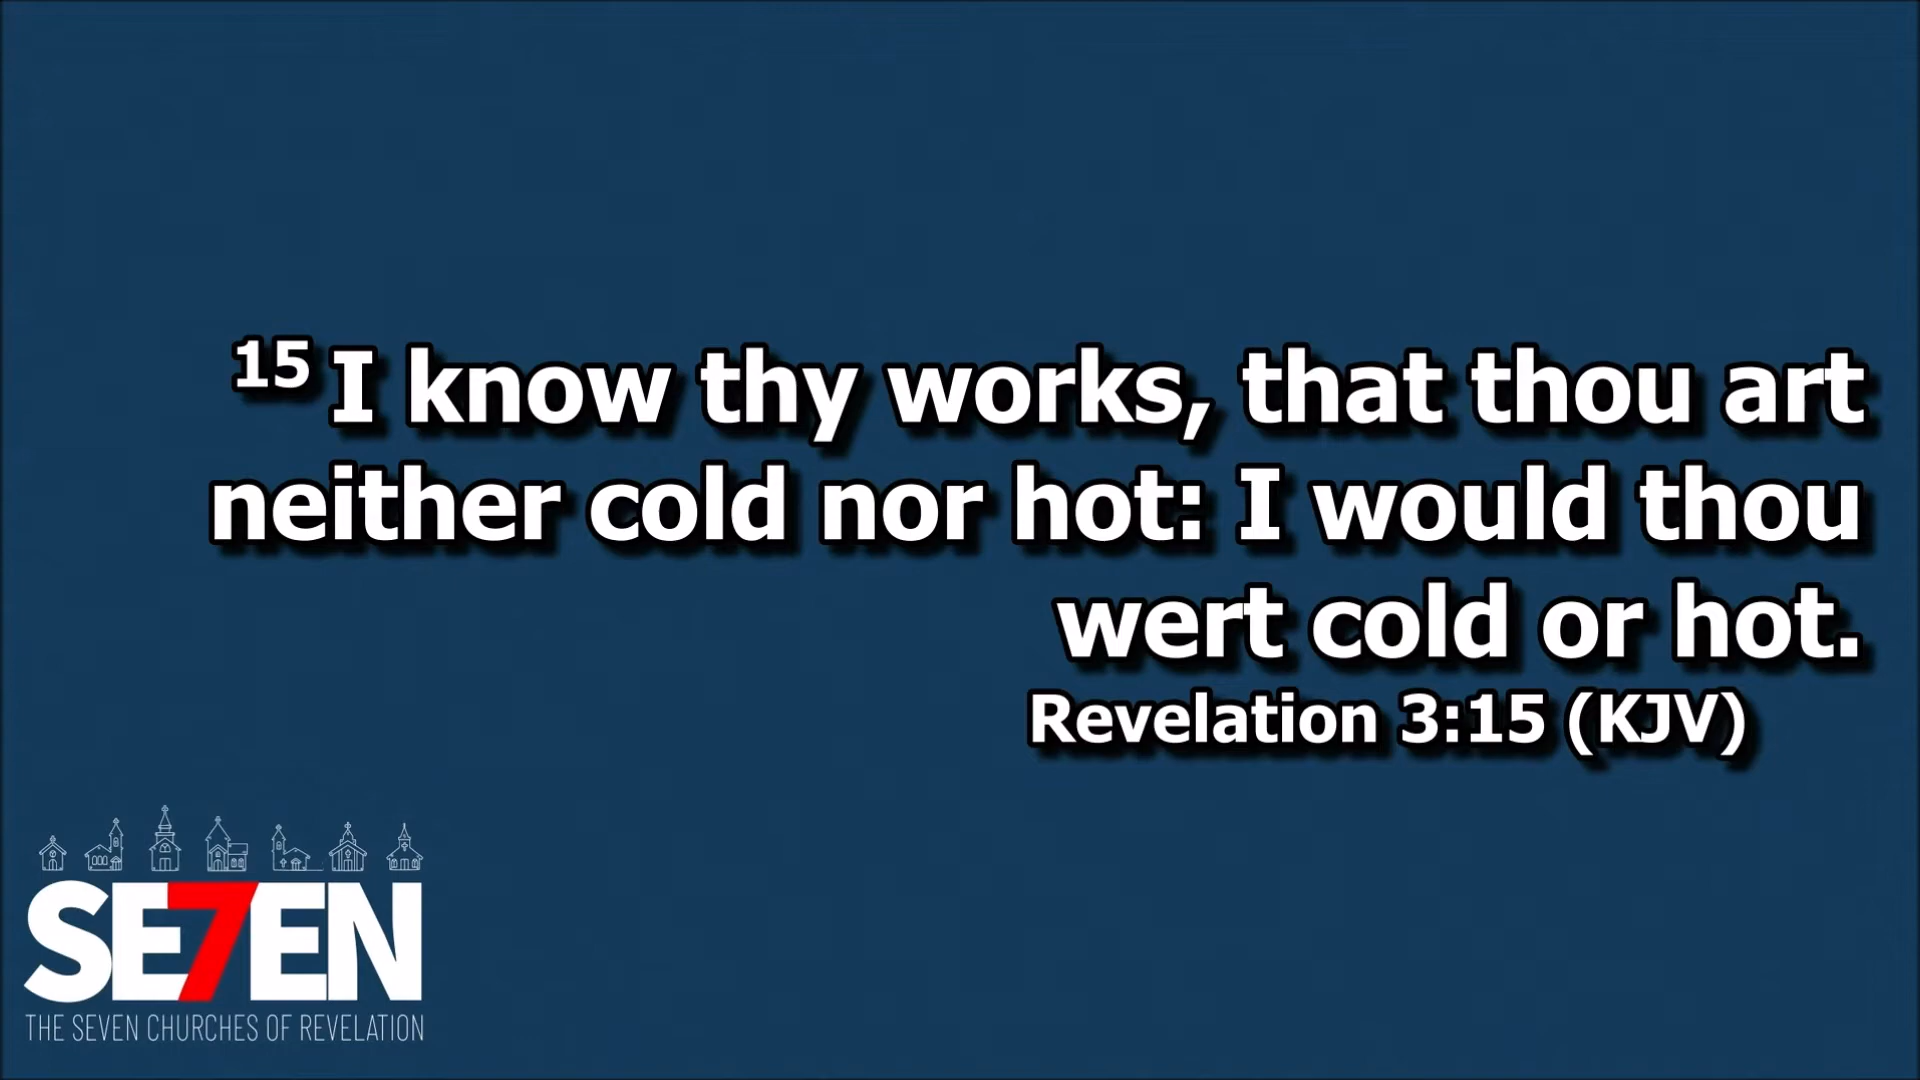 15 I know thy works, that thou art
neither cold nor hot: I would thou
wert cold or hot.
Revelation 3:15 (KJV)
SE7EN
THE SEVEN CHURCHES OF REVELATION